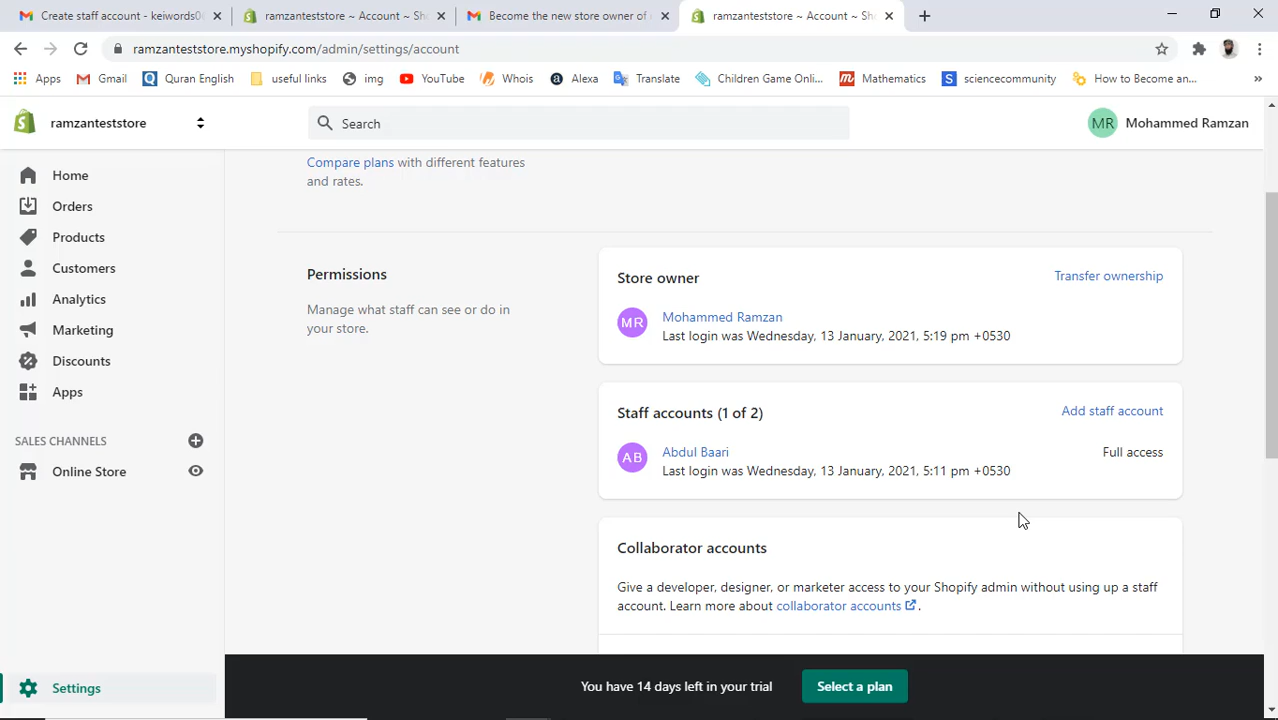 Create staff account - keiwords0
ramzanteststore ~ Account ~ Sh
Become the new store owner of
ramzanteststore ~ Account ~ Sh
ramzanteststore.myshopify.com/admin/settings/account
Apps
Gmail
Quran English
useful links
img
YouTube
Whois
Alexa
Translate
Children Game Onl...
Mathematics
sciencecommunity
How to Become an...
ramzanteststore
Search
MR
Mohammed Ramzan
Home
Orders
Products
Customers
Analytics
Marketing
Discounts
Apps
SALES CHANNELS
Online Store
Settings
Compare plans with different features
and rates.
Permissions
Manage what staff can see or do in
your store.
Store owner
Transfer ownership
MR
Mohammed Ramzan
Last login was Wednesday, 13 January, 2021, 5:19 pm +0530
Staff accounts (1 of 2)
Add staff account
AB
Abdul Baari
Full access
Last login was Wednesday, 13 January, 2021, 5:11 pm +0530
Collaborator accounts
Give a developer, designer, or marketer access to your Shopify admin without using up a staff
account. Learn more about collaborator accounts.
You have 14 days left in your trial
Select a plan